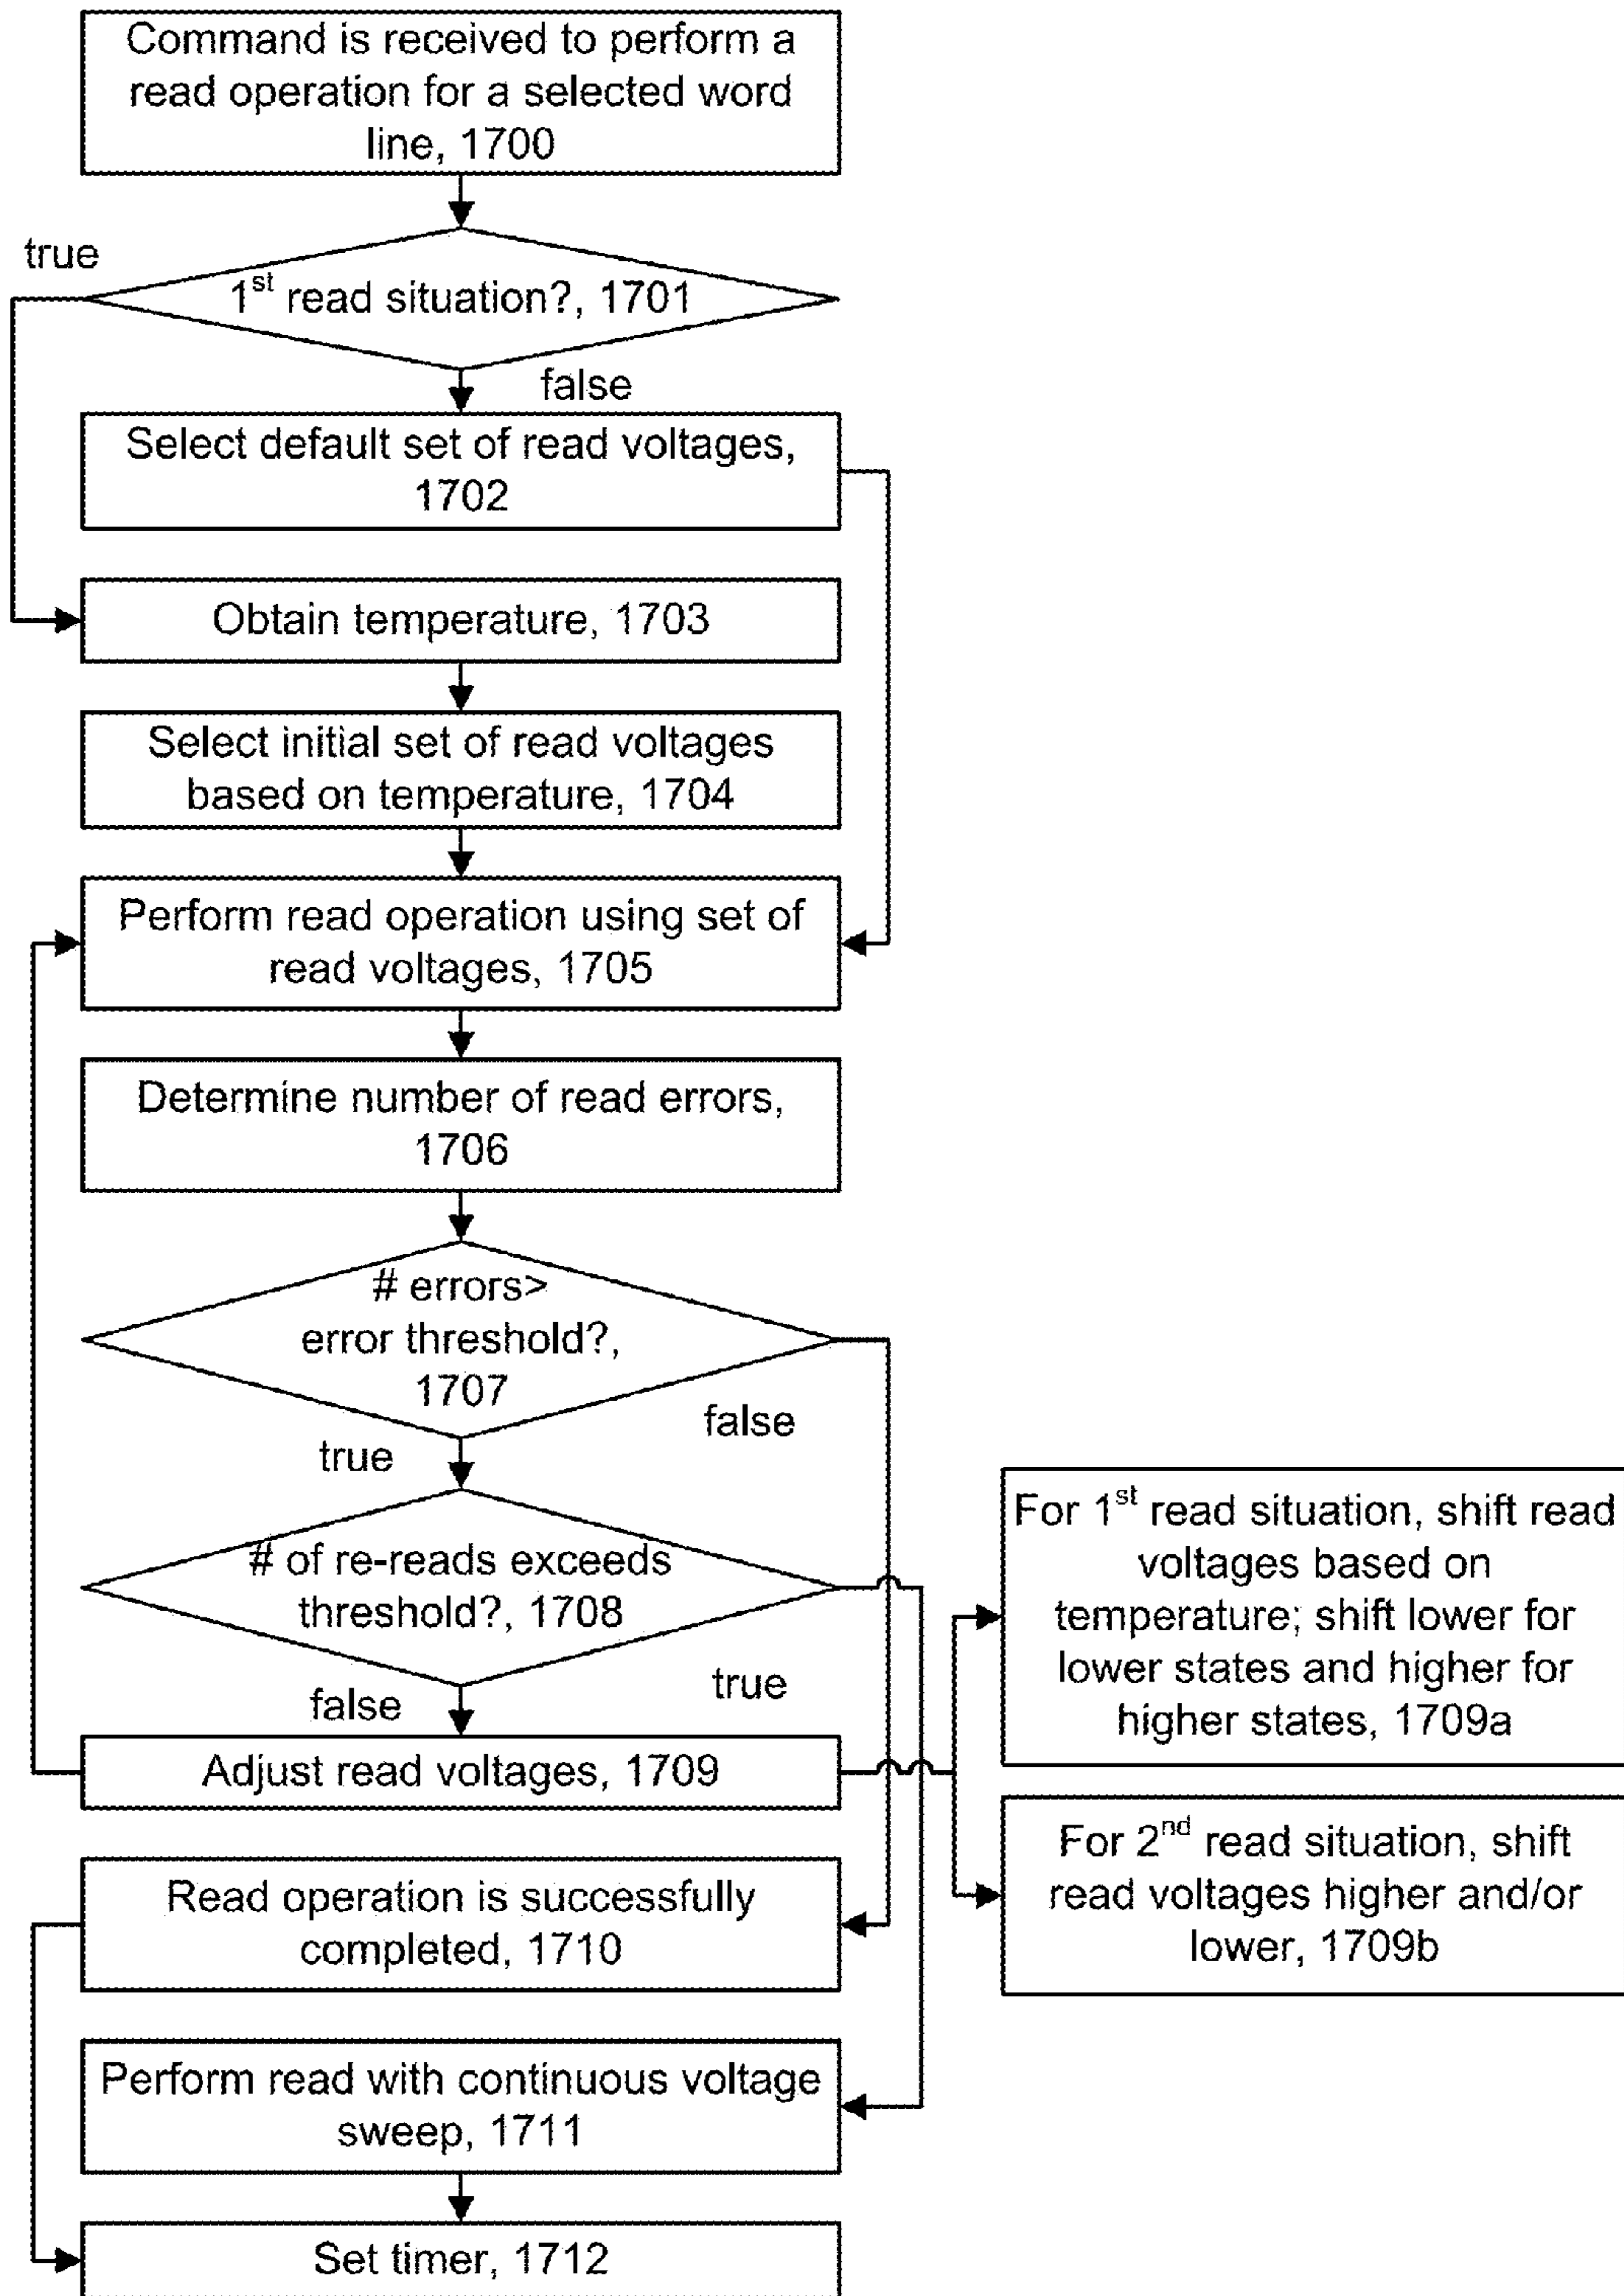 Command is received to perform a
read operation for a selected word
line, 1700
true
1st read situation?, 1701
false
Select default set of read voltages,
1702
Obtain temperature, 1703
Select initial set of read voltages
based on temperature, 1704
Perform read operation using set of
read voltages, 1705
Determine number of read errors,
1706
# errors>
error threshold?,
1707
false
true
# of re-reads exceeds
threshold?, 1708
true
false
Adjust read voltages, 1709
For 1st read situation, shift read
voltages based on
temperature; shift lower for
lower states and higher for
higher states, 1709a
For 2nd read situation, shift
read voltages higher and/or
lower, 1709b
Read operation is successfully
completed, 1710
Perform read with continuous voltage
sweep, 1711
Set timer, 1712